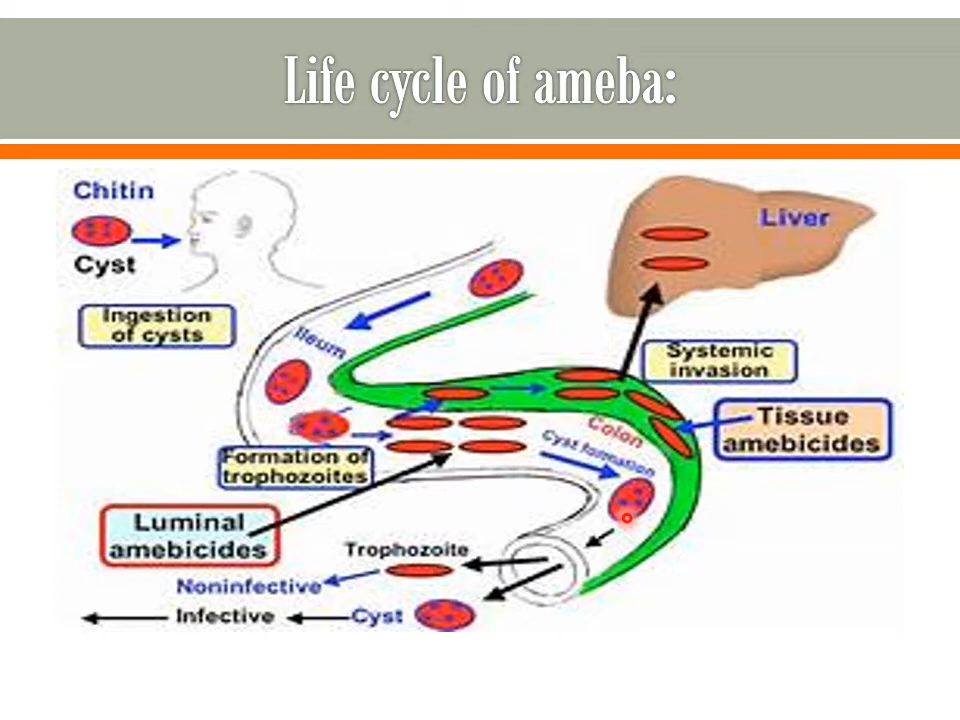 Life cycle of ameba:
Chitin
Cyst
Ingestion
of cysts
Liver
Ileum
Systemic
invasion
Tissue
amebicides
Colon
Cyst formation
Formation of
trophozoites
Luminal
amebicides
Trophozoite
Noninfective
Infective
Cyst